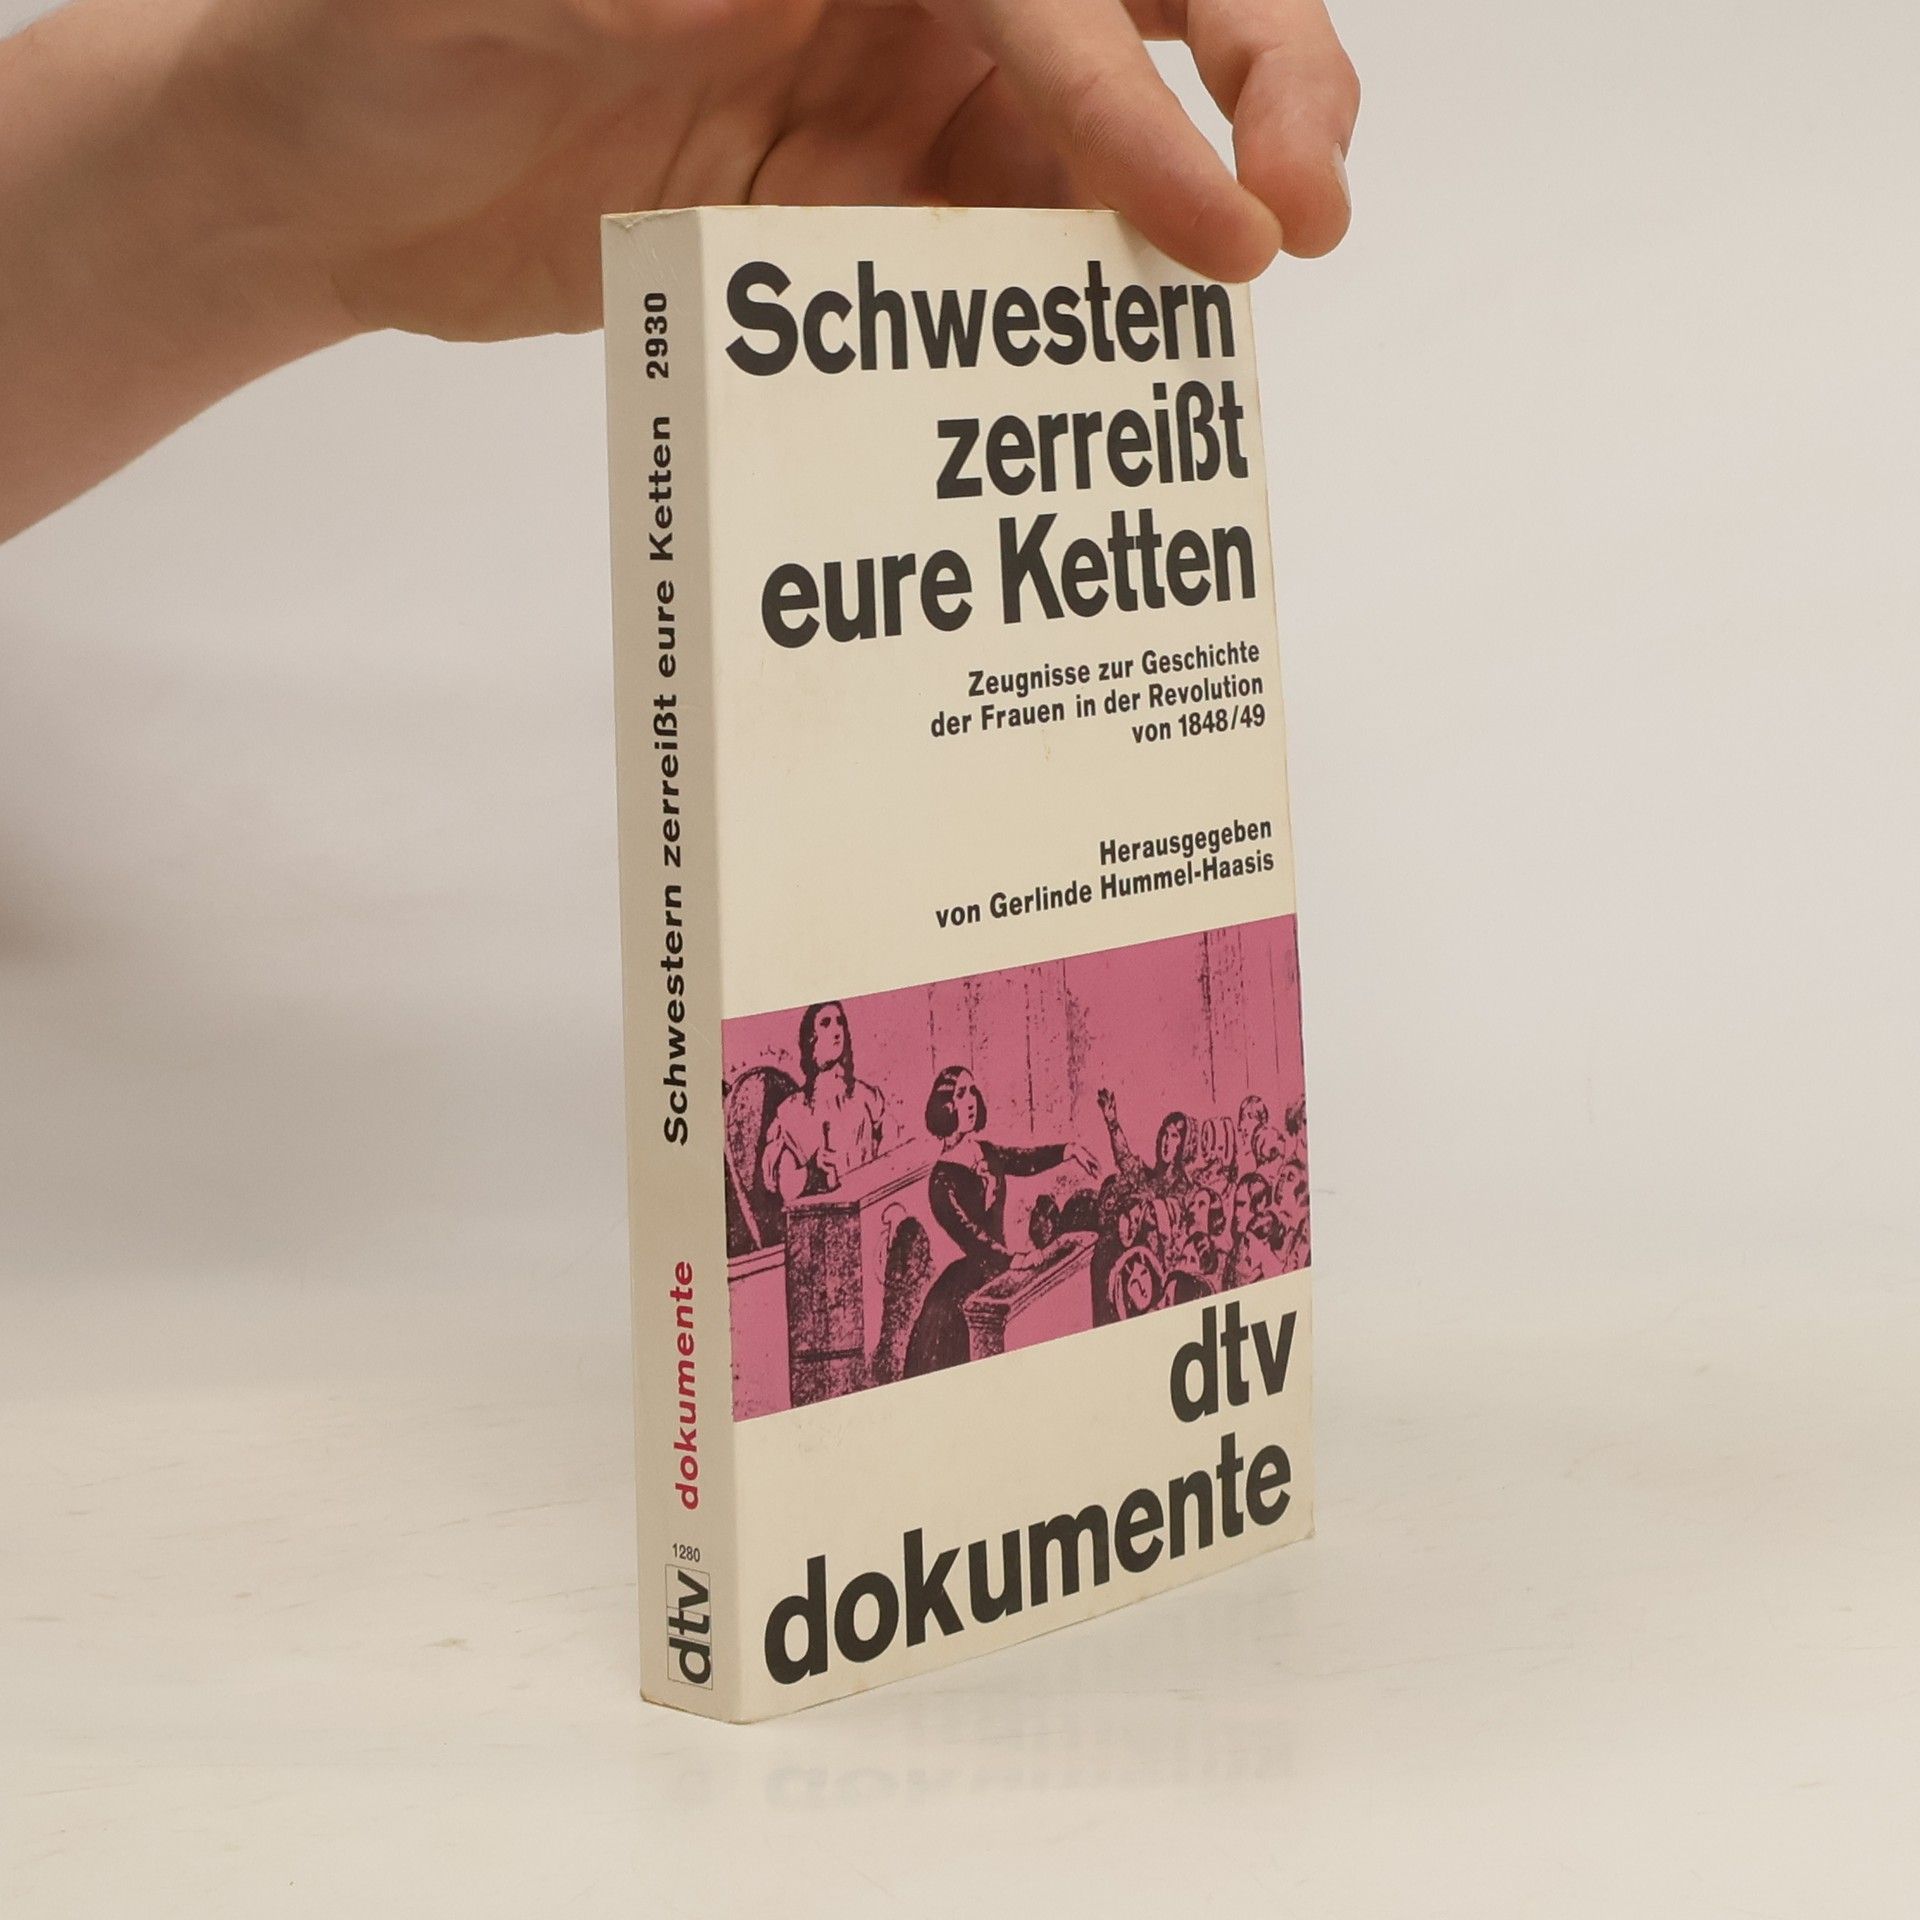 Schwestern
zerreißt
eure Ketten
Zeugnisse zur Geschichte
der Frauen in der Revolution
von 1848/49
Herausgegeben
von Gerlinde Hummel-Haasis
dtv
dokumente
dokumente Schwestern zerreißt eure Ketten 2930
1280
dtv